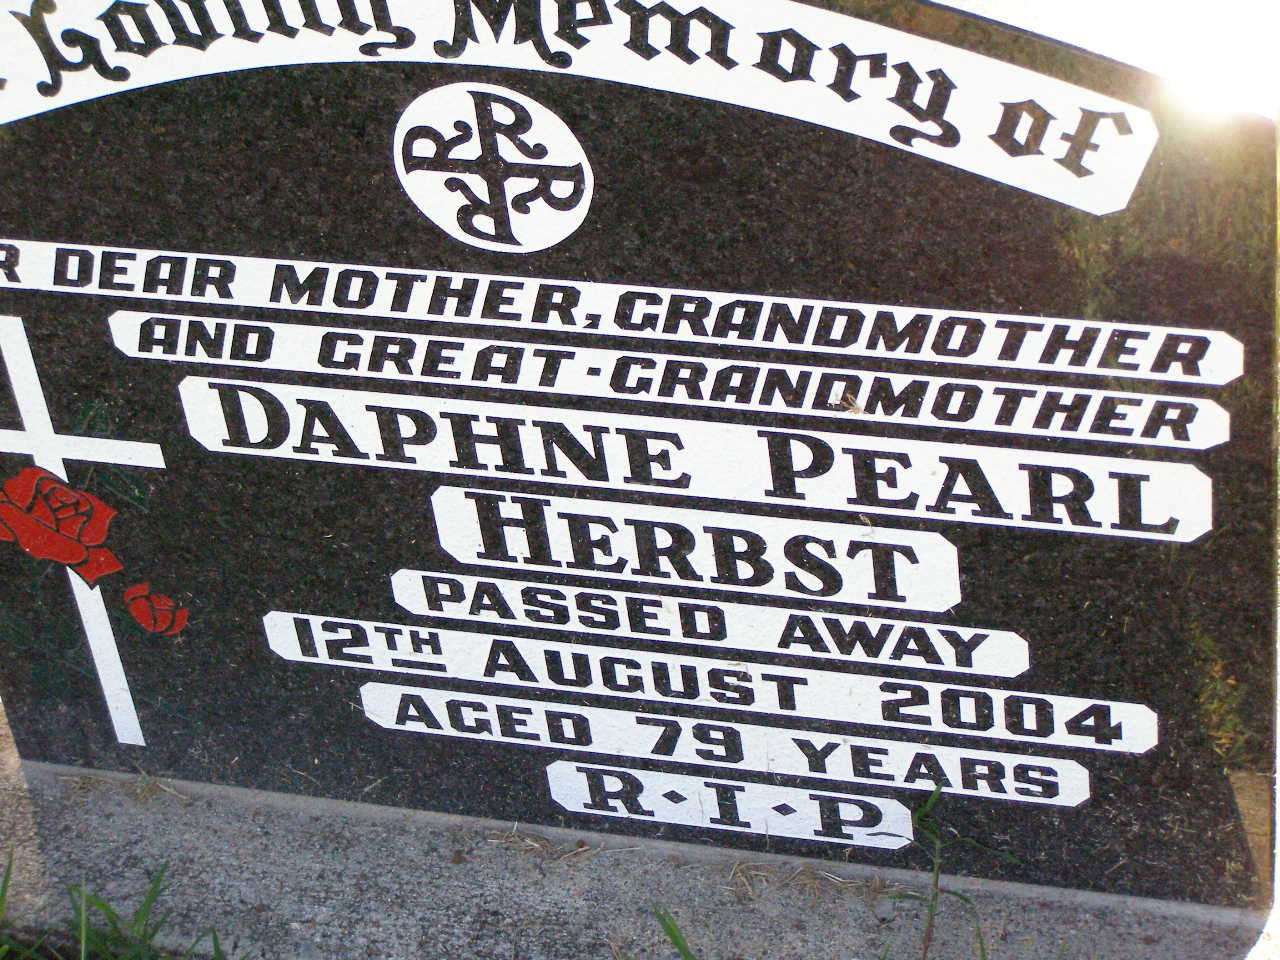 Loving Memory of
R R R R
R DEAR MOTHER, GRANDMOTHER
AND GREAT-GRANDMOTHER
DAPHNE PEARL
HERBST
PASSED AWAY
12TH AUGUST 2004
AGED 79 YEARS
R·I·P